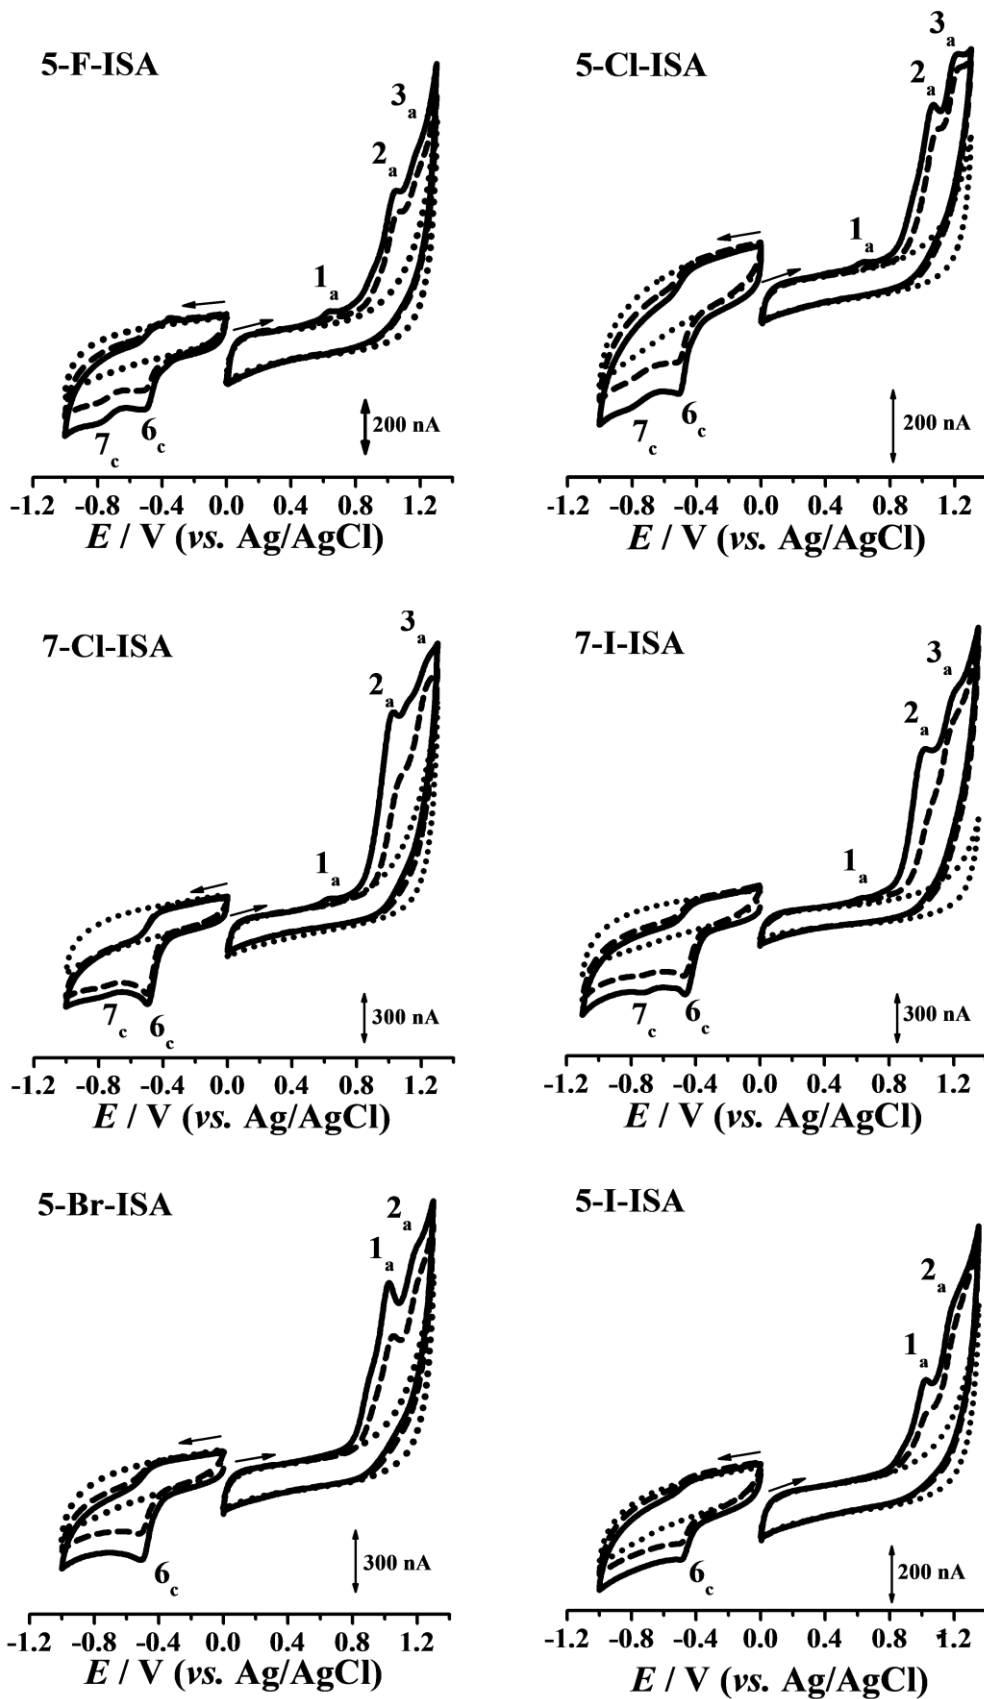 5-F-ISA
3a
2a
1a
7c
6c
200 nA
-1.2 -0.8 -0.4 0.0 0.4 0.8 1.2
E / V (vs. Ag/AgCl)
5-Cl-ISA
3a
2a
1a
7c
6c
200 nA
-1.2 -0.8 -0.4 0.0 0.4 0.8 1.2
E / V (vs. Ag/AgCl)
7-Cl-ISA
3a
2a
1a
7c
6c
300 nA
-1.2 -0.8 -0.4 0.0 0.4 0.8 1.2
E / V (vs. Ag/AgCl)
7-I-ISA
3a
2a
1a
7c
6c
300 nA
-1.2 -0.8 -0.4 0.0 0.4 0.8 1.2
E / V (vs. Ag/AgCl)
5-Br-ISA
2a
1a
6c
300 nA
-1.2 -0.8 -0.4 0.0 0.4 0.8 1.2
E / V (vs. Ag/AgCl)
5-I-ISA
2a
1a
6c
200 nA
-1.2 -0.8 -0.4 0.0 0.4 0.8 1.2
E / V (vs. Ag/AgCl)